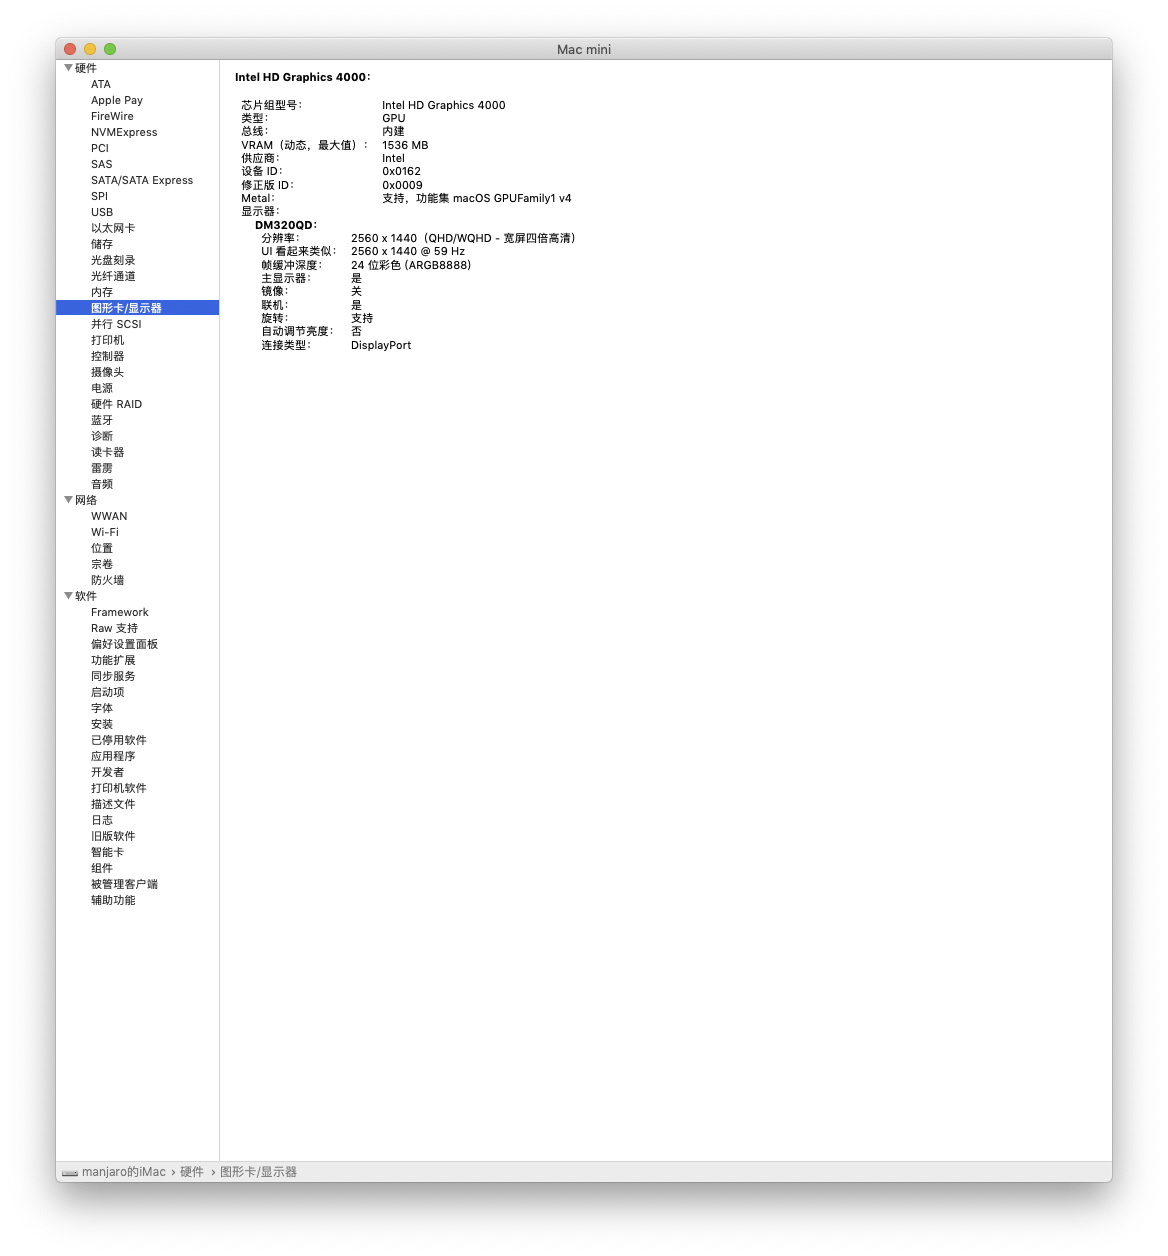 Mac mini
硬件
ATA
Apple Pay
FireWire
NVMExpress
PCI
SAS
SATA/SATA Express
SPI
USB
以太网卡
储存
光盘刻录
光纤通道
内存
图形卡/显示器
并行 SCSI
打印机
控制器
摄像头
电源
硬件 RAID
蓝牙
诊断
读卡器
雷雳
音频
网络
WWAN
Wi-Fi
位置
宗卷
防火墙
软件
Framework
Raw 支持
偏好设置面板
功能扩展
同步服务
启动项
字体
安装
已停用软件
应用程序
开发者
打印机软件
描述文件
日志
旧版软件
智能卡
组件
被管理客户端
辅助功能
Intel HD Graphics 4000：
芯片组型号： Intel HD Graphics 4000
类型： GPU
总线： 内建
VRAM（动态，最大值）： 1536 MB
供应商： Intel
设备 ID： 0x0162
修正版 ID： 0x0009
Metal： 支持，功能集 macOS GPUFamily1 v4
显示器：
DM320QD：
分辨率： 2560 x 1440（QHD/WQHD - 宽屏四倍高清）
UI 看起来类似： 2560 x 1440 @ 59 Hz
帧缓冲深度： 24 位彩色 (ARGB8888)
主显示器： 是
镜像： 关
联机： 是
旋转： 支持
自动调节亮度： 否
连接类型： DisplayPort
manjaro的iMac › 硬件 › 图形卡/显示器